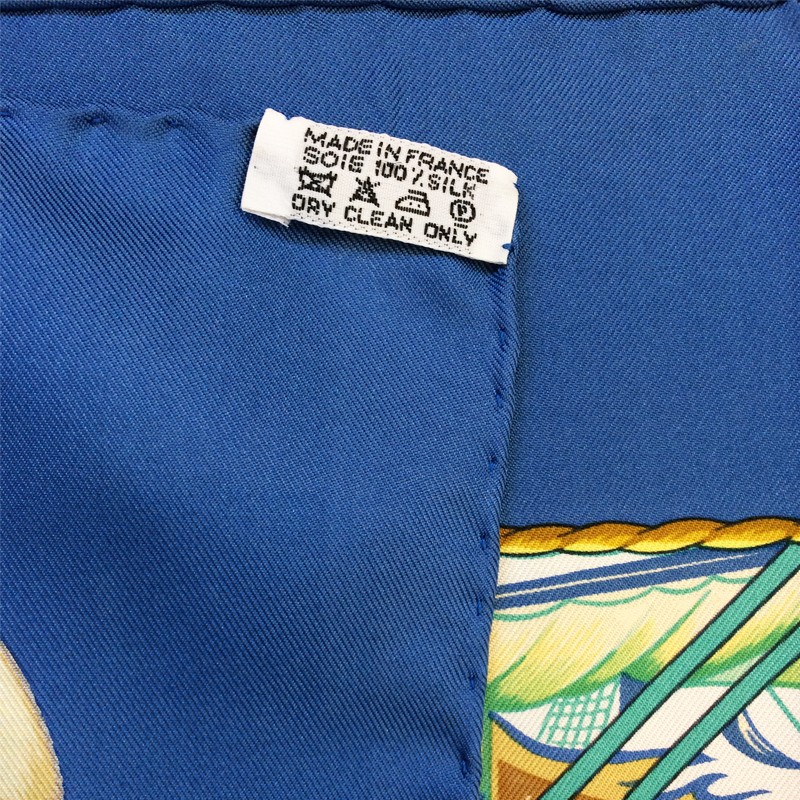 MADE IN FRANCE
SOIE 100% SILK
P
DRY CLEAN ONLY